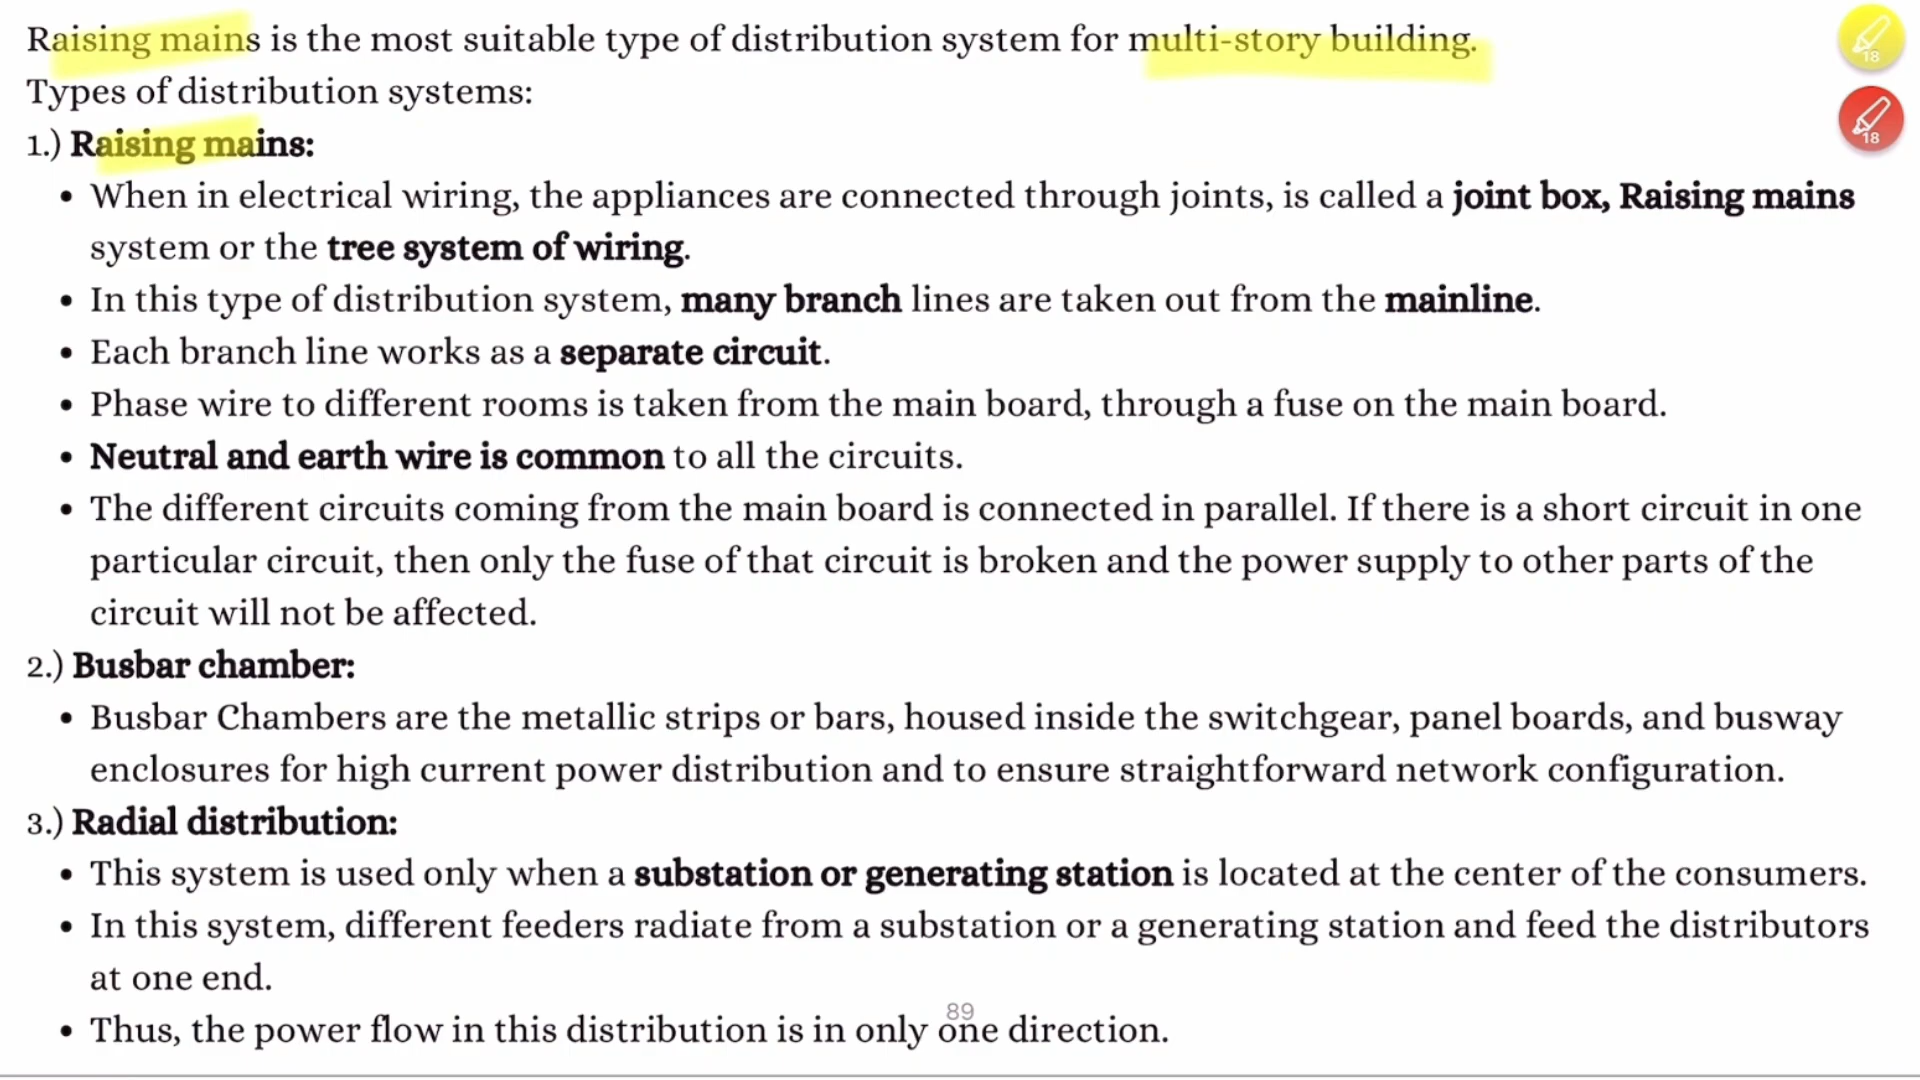 Raising mains is the most suitable type of distribution system for multi-story building.
18
Types of distribution systems:
18
1.) Raising mains:
• When in electrical wiring, the appliances are connected through joints, is called a joint box, Raising mains
system or the tree system of wiring.
• In this type of distribution system, many branch lines are taken out from the mainline.
• Each branch line works as a separate circuit.
• Phase wire to different rooms is taken from the main board, through a fuse on the main board.
• Neutral and earth wire is common to all the circuits.
• The different circuits coming from the main board is connected in parallel. If there is a short circuit in one
particular circuit, then only the fuse of that circuit is broken and the power supply to other parts of the
circuit will not be affected.
2.) Busbar chamber:
• Busbar Chambers are the metallic strips or bars, housed inside the switchgear, panel boards, and busway
enclosures for high current power distribution and to ensure straightforward network configuration.
3.) Radial distribution:
• This system is used only when a substation or generating station is located at the center of the consumers.
• In this system, different feeders radiate from a substation or a generating station and feed the distributors
at one end.
89
• Thus, the power flow in this distribution is in only one direction.